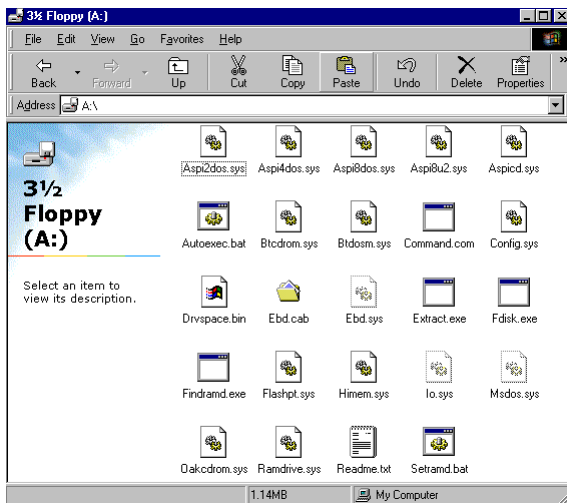 3½ Floppy (A:)
File Edit View Go Favorites Help
Back Forward Up Cut Copy Paste Undo Delete Properties »
Address A:\
3½
Floppy
(A:)
Select an item to
view its description.
Aspi2dos.sys Aspi4dos.sys Aspi8dos.sys Aspi8u2.sys Aspicd.sys
Autoexec.bat Btcdrom.sys Btdosm.sys Command.com Config.sys
Drvspace.bin Ebd.cab Ebd.sys Extract.exe Fdisk.exe
Findramd.exe Flashpt.sys Himem.sys Io.sys Msdos.sys
Oakcdrom.sys Ramdrive.sys Readme.txt Setramd.bat
1.14MB My Computer